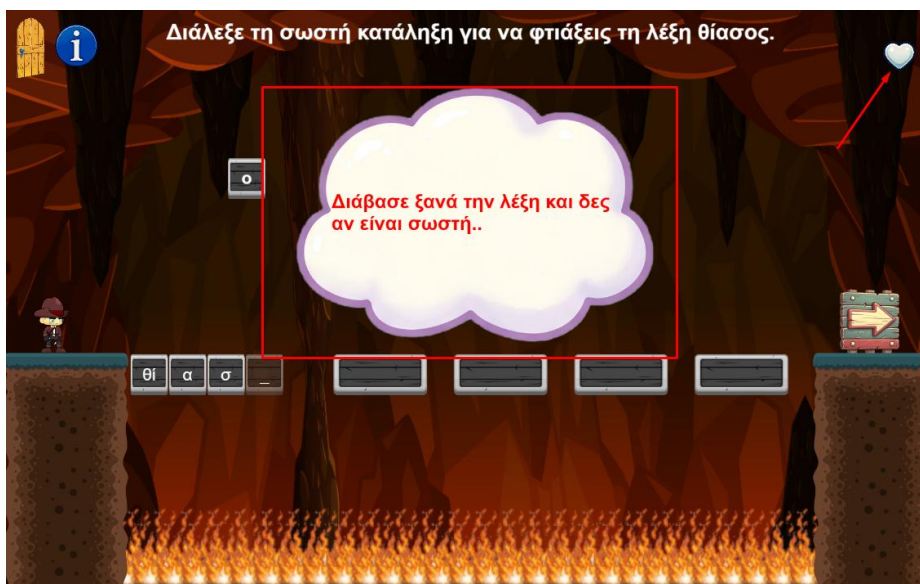 Διάλεξε τη σωστή κατάληξη για να φτιάξεις τη λέξη θίασος.
i
ο
Διάβασε ξανά την λέξη και δες
αν είναι σωστή..
θί α σ _